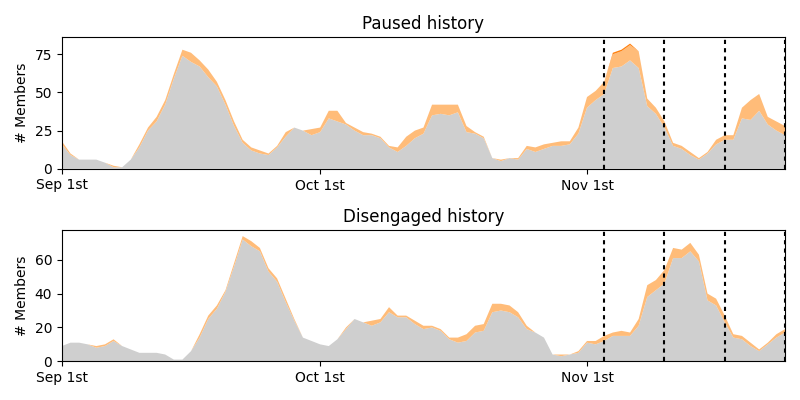 Paused history
# Members
75
50
25
0
Sep 1st
Oct 1st
Nov 1st
Disengaged history
# Members
60
40
20
0
Sep 1st
Oct 1st
Nov 1st